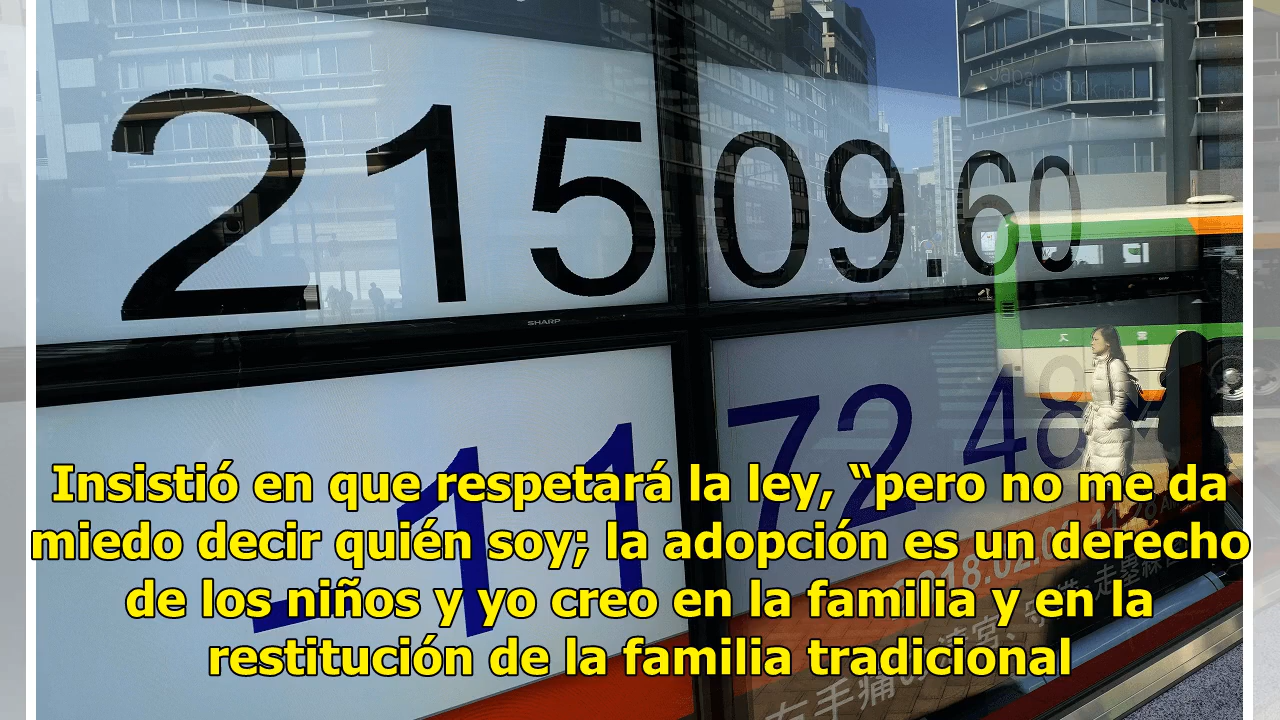 21509.60
SHARP
-1172.48
Insistió en que respetará la ley, “pero no me da
miedo decir quién soy; la adopción es un derecho
de los niños y yo creo en la familia y en la
restitución de la familia tradicional